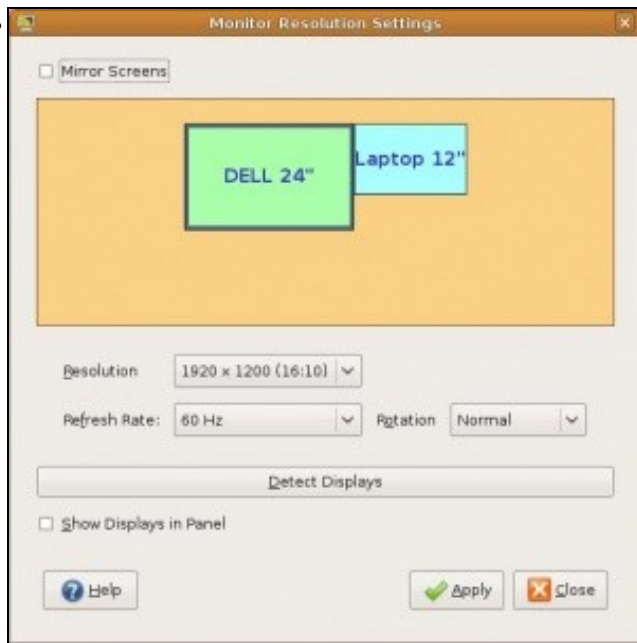 Monitor Resolution Settings
Mirror Screens
DELL 24"
Laptop 12"
Resolution 1920 x 1200 (16:10)
Refresh Rate: 60 Hz Rotation Normal
Detect Displays
Show Displays in Panel
Help Apply Close